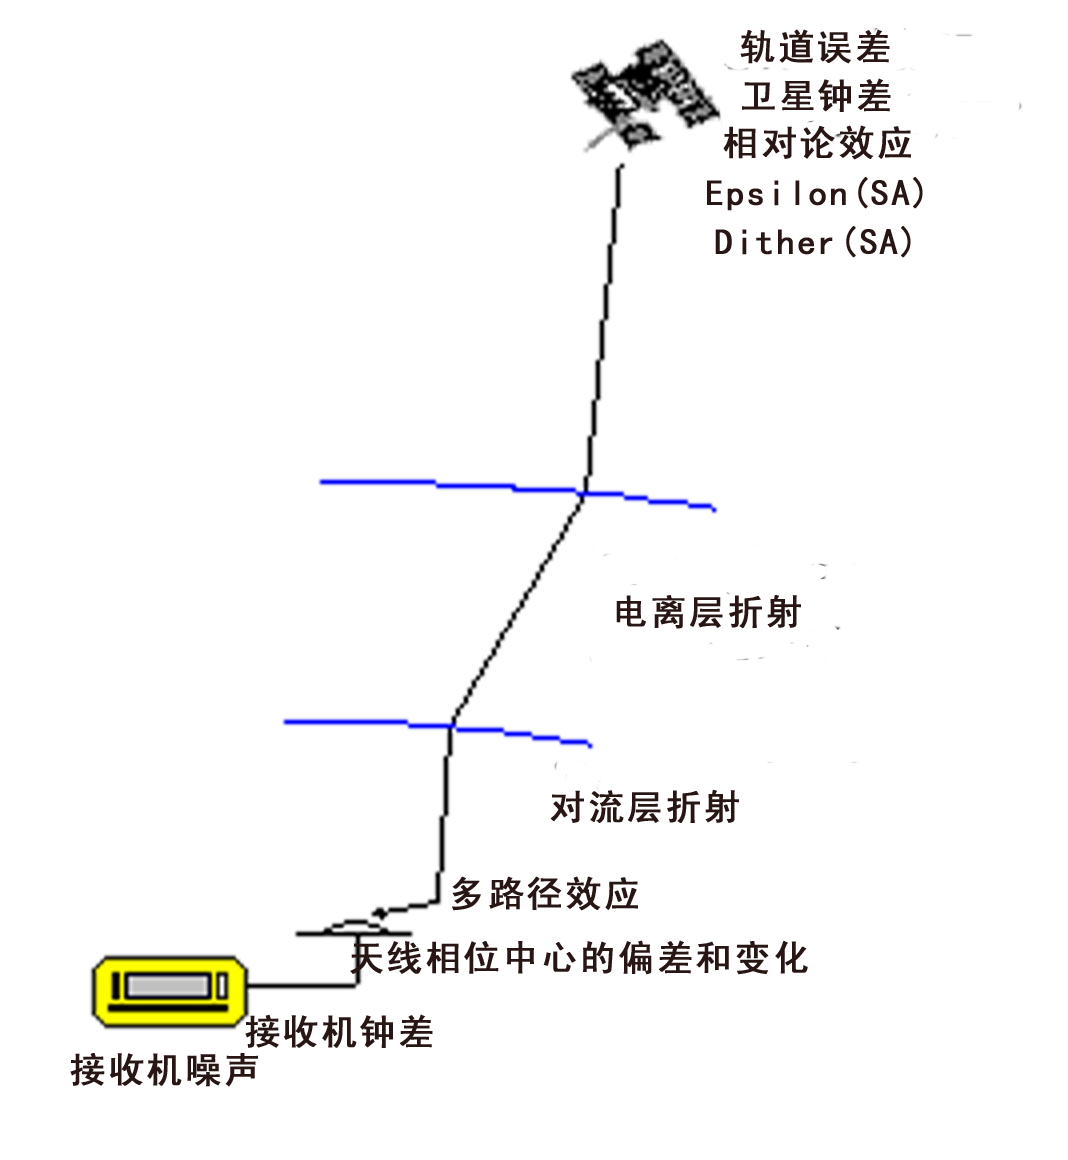 轨道误差
卫星钟差
相对论效应
Epsilon(SA)
Dither(SA)
电离层折射
对流层折射
多路径效应
天线相位中心的偏差和变化
接收机钟差
接收机噪声